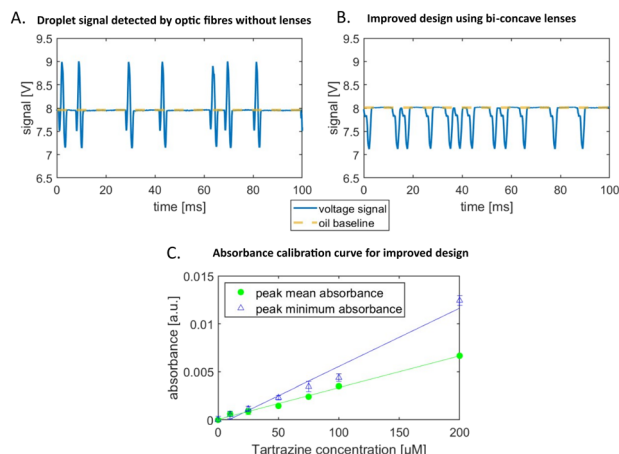 A. Droplet signal detected by optic fibres without lenses
9.5
9
8.5
8
7.5
7
6.5
signal [V]
0 20 40 60 80 100
time [ms]
B. Improved design using bi-concave lenses
9.5
9
8.5
8
7.5
7
6.5
signal [V]
0 20 40 60 80 100
time [ms]
voltage signal
oil baseline
C. Absorbance calibration curve for improved design
0.015
0.01
0.005
0
absorbance [a.u.]
peak mean absorbance
peak minimum absorbance
0 50 100 150 200
Tartrazine concentration [µM]